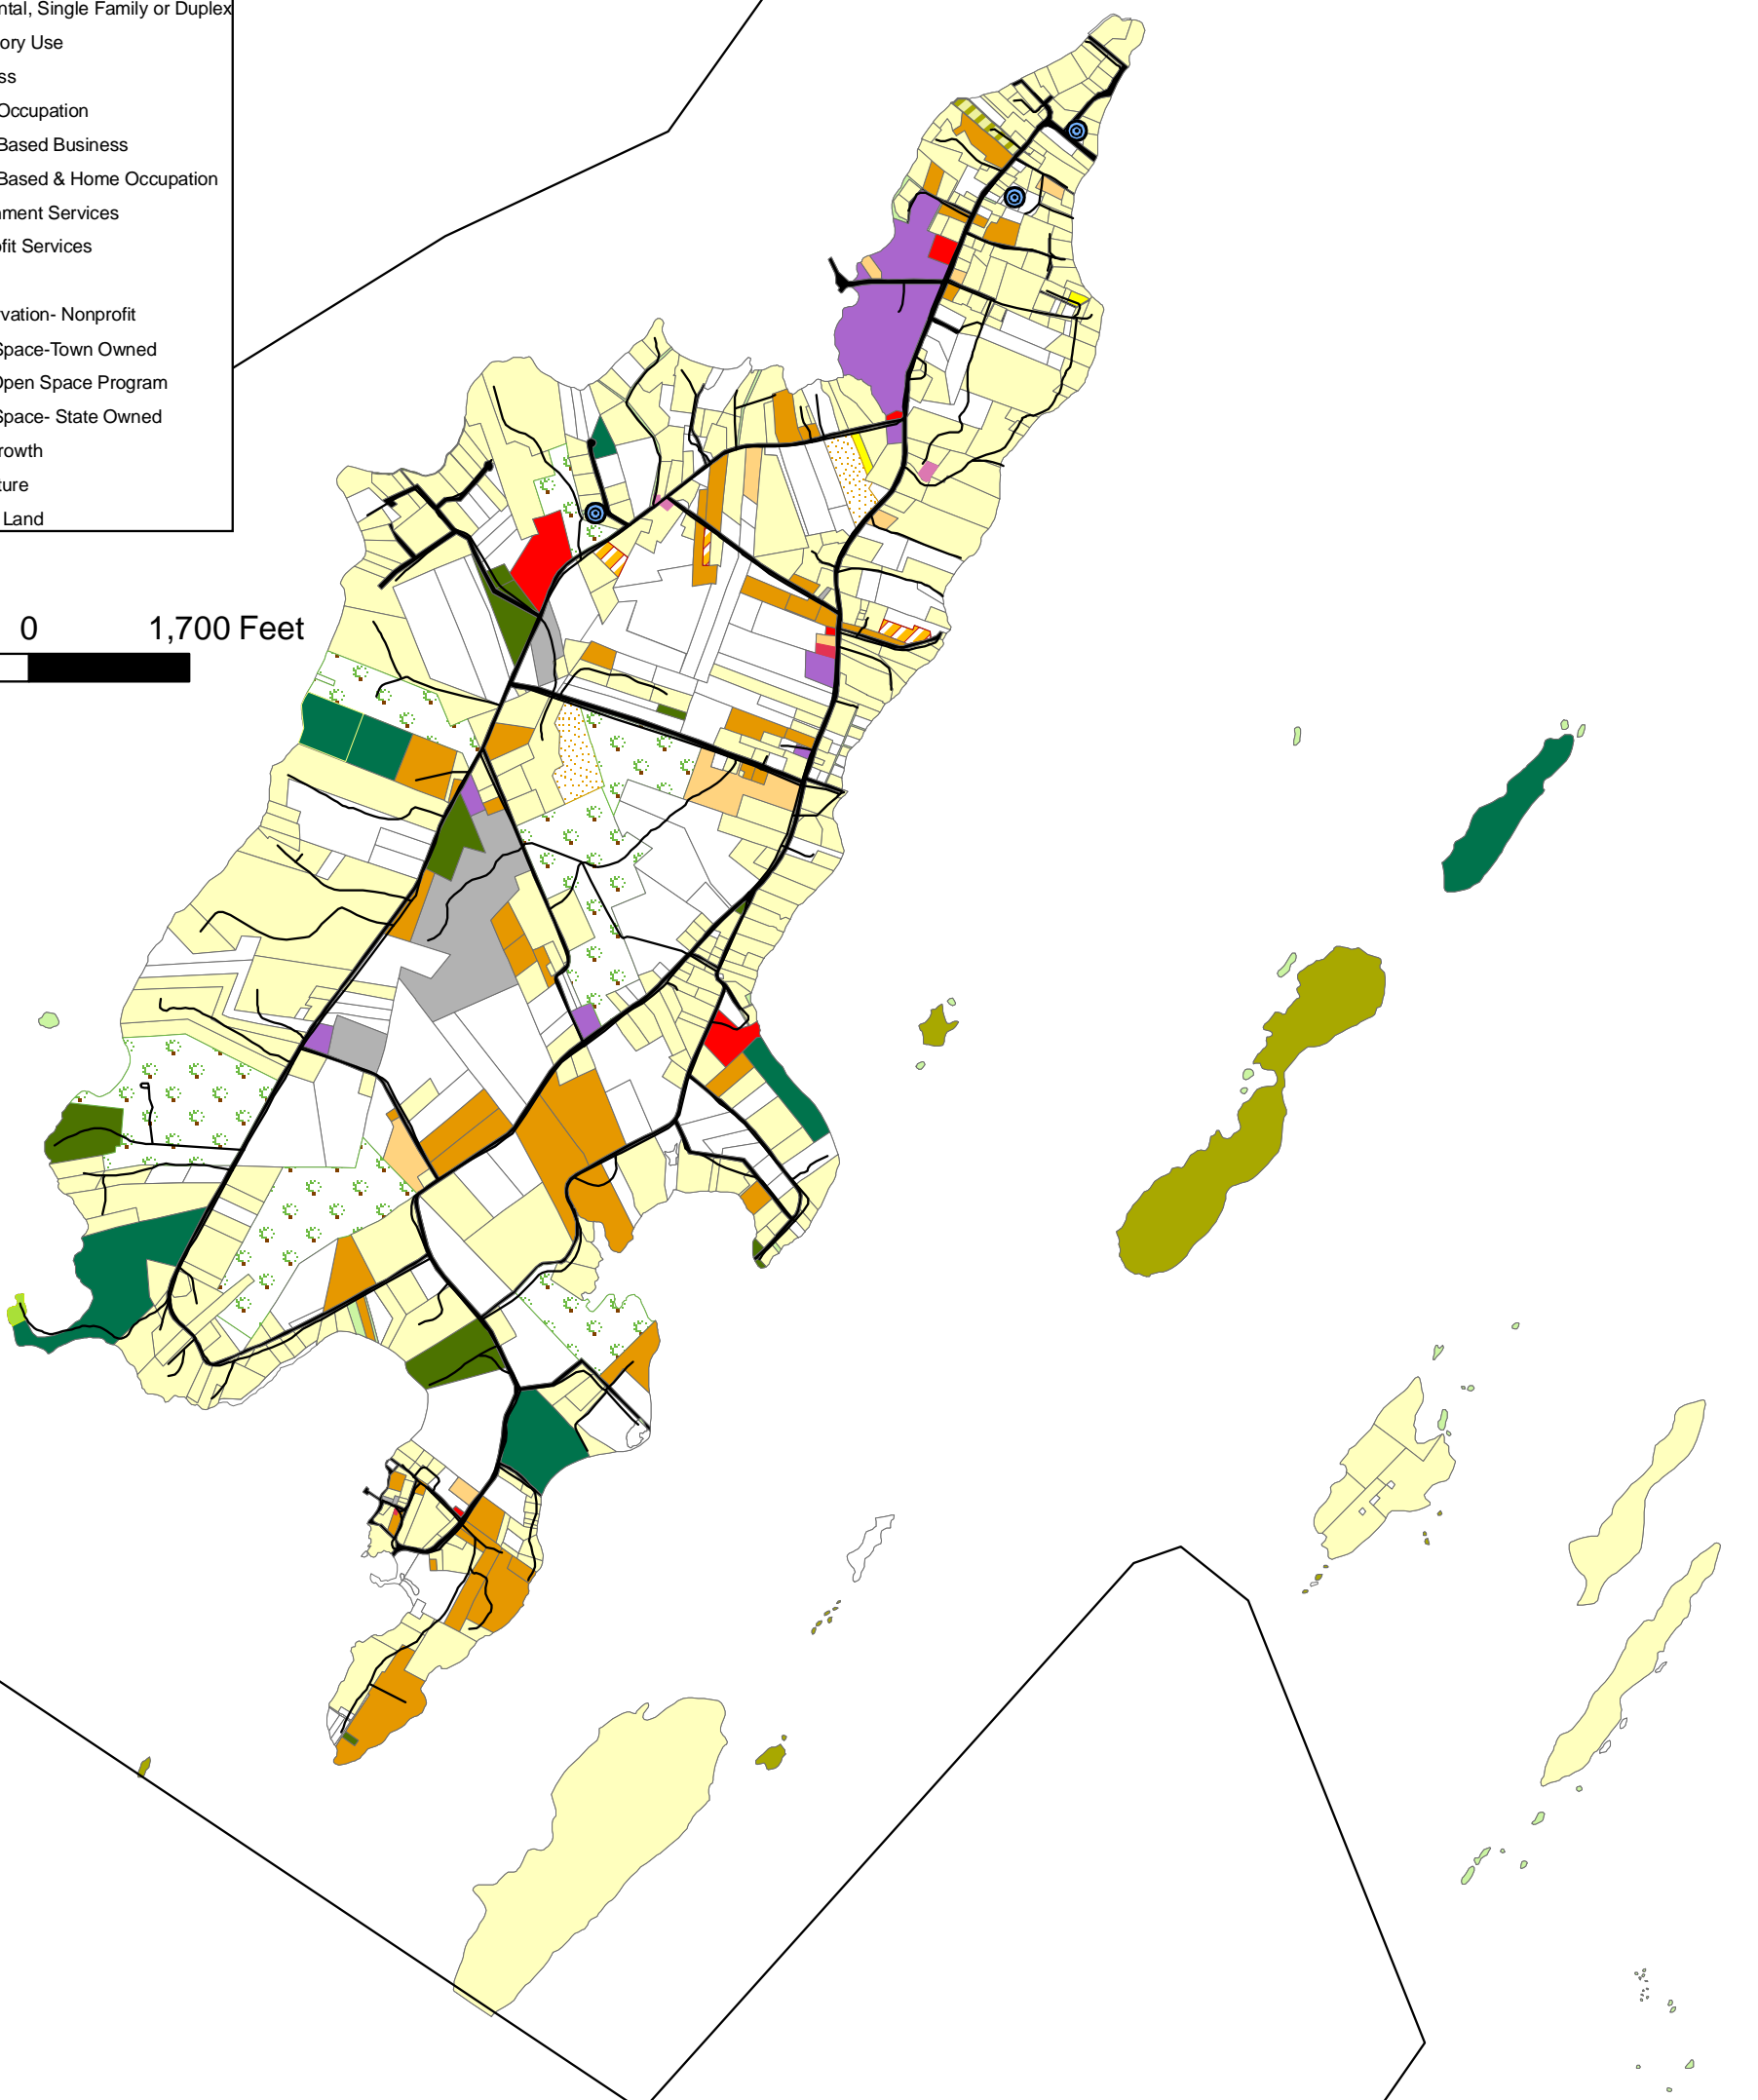 ntal, Single Family or Duplex
ory Use
ss
Occupation
Based Business
Based & Home Occupation
nment Services
fit Services
vation- Nonprofit
Space-Town Owned
Open Space Program
Space- State Owned
rowth
ture
Land
0 1,700 Feet